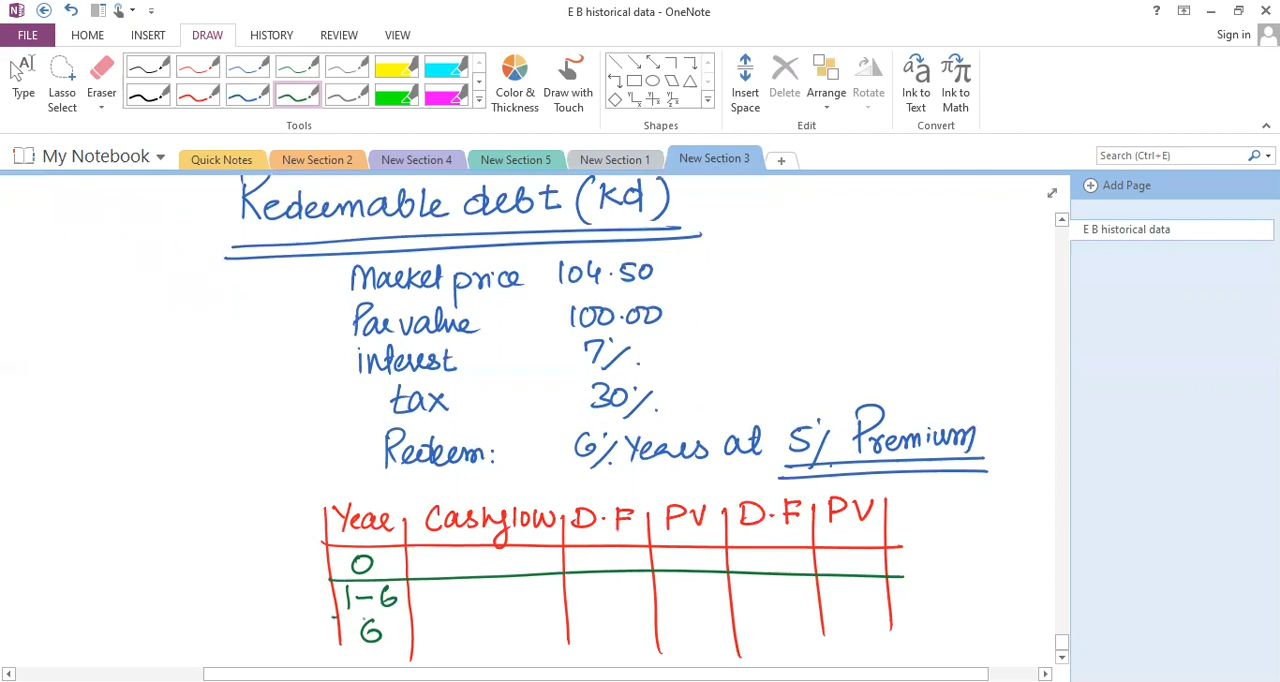 E B historical data - OneNote
? 
Sign in
FILE HOME INSERT DRAW HISTORY REVIEW VIEW
Type Lasso Select Eraser Color & Thickness Draw with Touch Insert Space Delete Arrange Rotate Ink to Text Ink to Math
Tools Shapes Edit Convert
My Notebook Quick Notes New Section 2 New Section 4 New Section 5 New Section 1 New Section 3 Search (Ctrl+E)
Add Page
E B historical data
Redeemable debt (Kd)
Market price 104.50
Par value 100.00
interest 7%.
tax 30%.
Redeem: 6% Years at 5% Premium
Year Cashflow D.F PV D.F PV
0
1-6
6